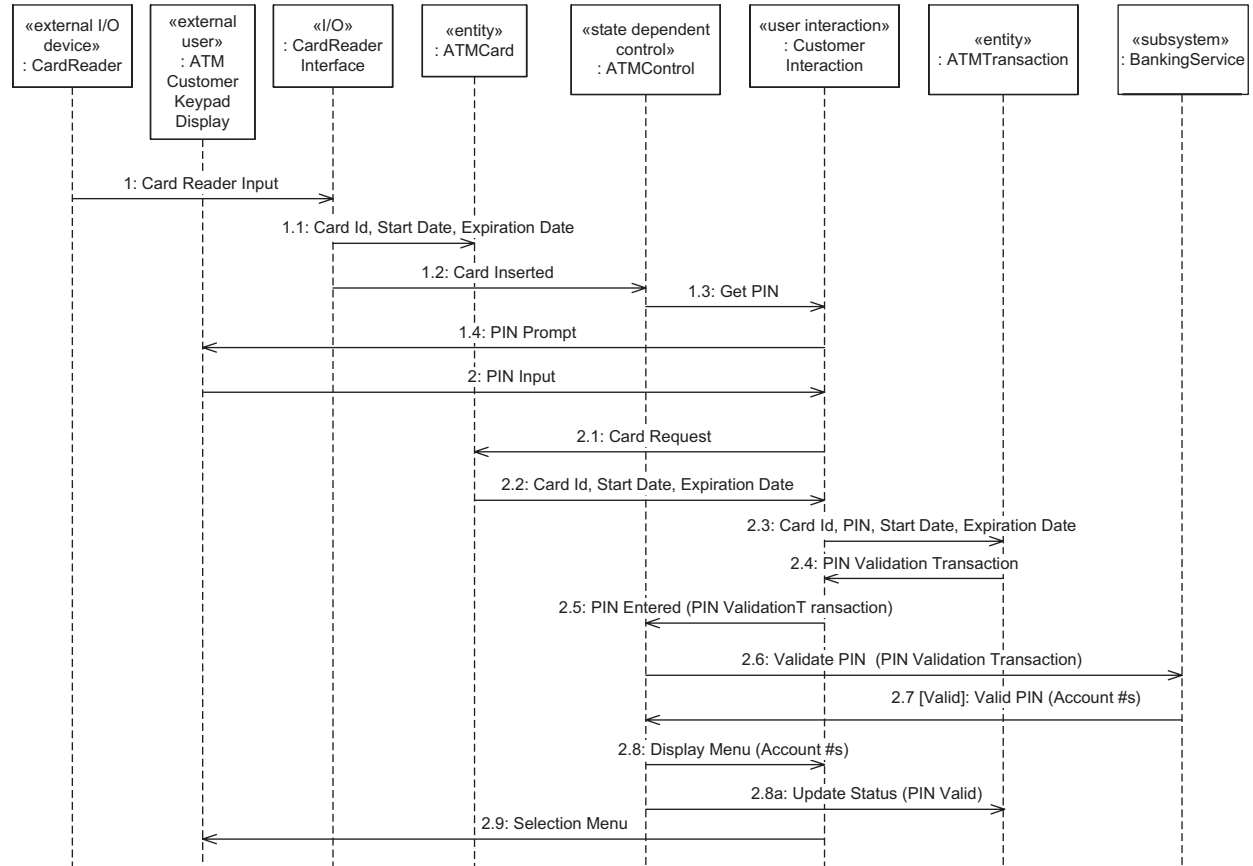 «external I/O
device»
: CardReader
«external
user»
: ATM
Customer
Keypad
Display
«I/O»
: CardReader
Interface
«entity»
: ATMCard
«state dependent
control»
: ATMControl
«user interaction»
: Customer
Interaction
«entity»
: ATMTransaction
«subsystem»
: BankingService
1: Card Reader Input
1.1: Card Id, Start Date, Expiration Date
1.2: Card Inserted
1.3: Get PIN
1.4: PIN Prompt
2: PIN Input
2.1: Card Request
2.2: Card Id, Start Date, Expiration Date
2.3: Card Id, PIN, Start Date, Expiration Date
2.4: PIN Validation Transaction
2.5: PIN Entered (PIN ValidationT ransaction)
2.6: Validate PIN (PIN Validation Transaction)
2.7 [Valid]: Valid PIN (Account #s)
2.8: Display Menu (Account #s)
2.8a: Update Status (PIN Valid)
2.9: Selection Menu